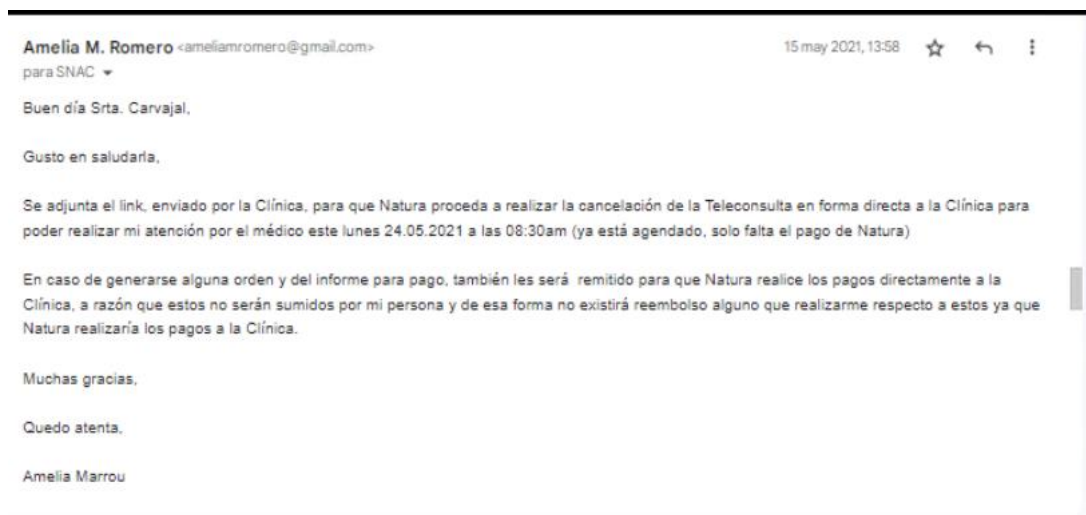 Amelia M. Romero <ameliamromero@gmail.com> 15 may 2021, 13:58
para SNAC
Buen día Srta. Carvajal,
Gusto en saludarla,
Se adjunta el link, enviado por la Clínica, para que Natura proceda a realizar la cancelación de la Teleconsulta en forma directa a la Clínica para
poder realizar mi atención por el médico este lunes 24.05.2021 a las 08:30am (ya está agendado, solo falta el pago de Natura)
En caso de generarse alguna orden y del informe para pago, también les será remitido para que Natura realice los pagos directamente a la
Clínica, a razón que estos no serán sumidos por mi persona y de esa forma no existirá reembolso alguno que realizarme respecto a estos ya que
Natura realizaría los pagos a la Clínica.
Muchas gracias,
Quedo atenta,
Amelia Marrou